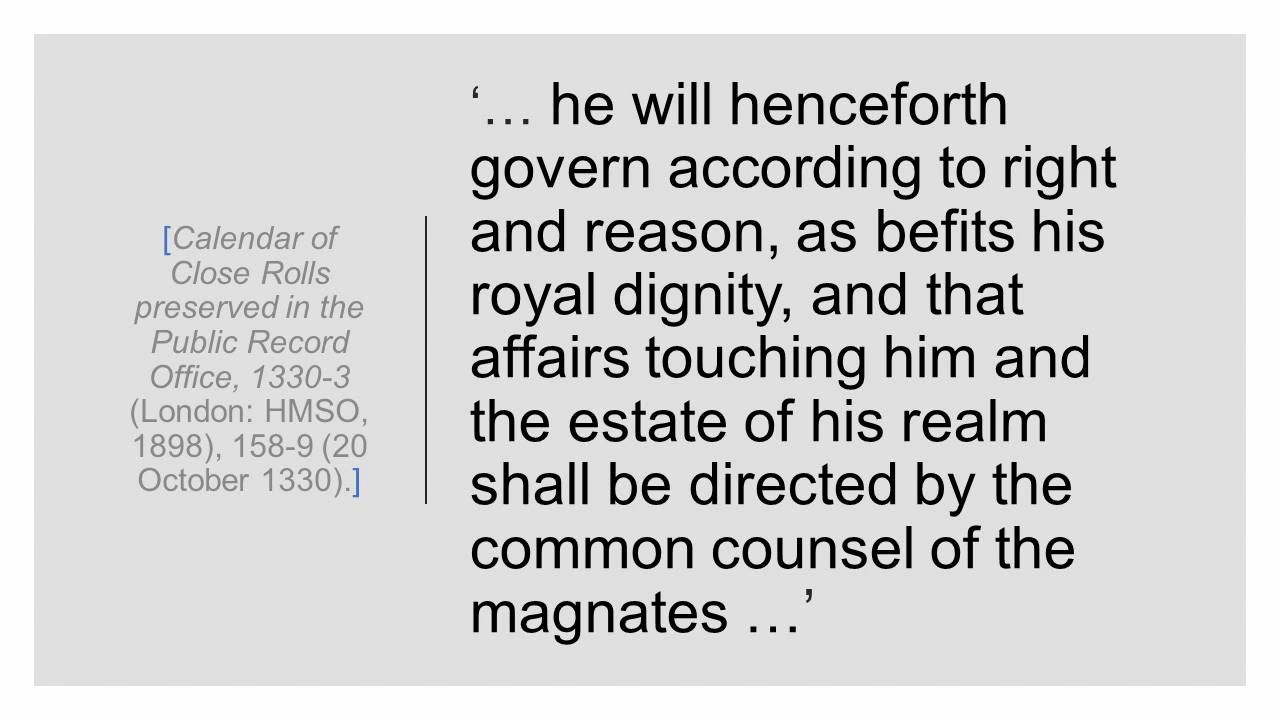 [Calendar of
Close Rolls
preserved in the
Public Record
Office, 1330-3
(London: HMSO,
1898), 158-9 (20
October 1330).]
‘… he will henceforth
govern according to right
and reason, as befits his
royal dignity, and that
affairs touching him and
the estate of his realm
shall be directed by the
common counsel of the
magnates …’